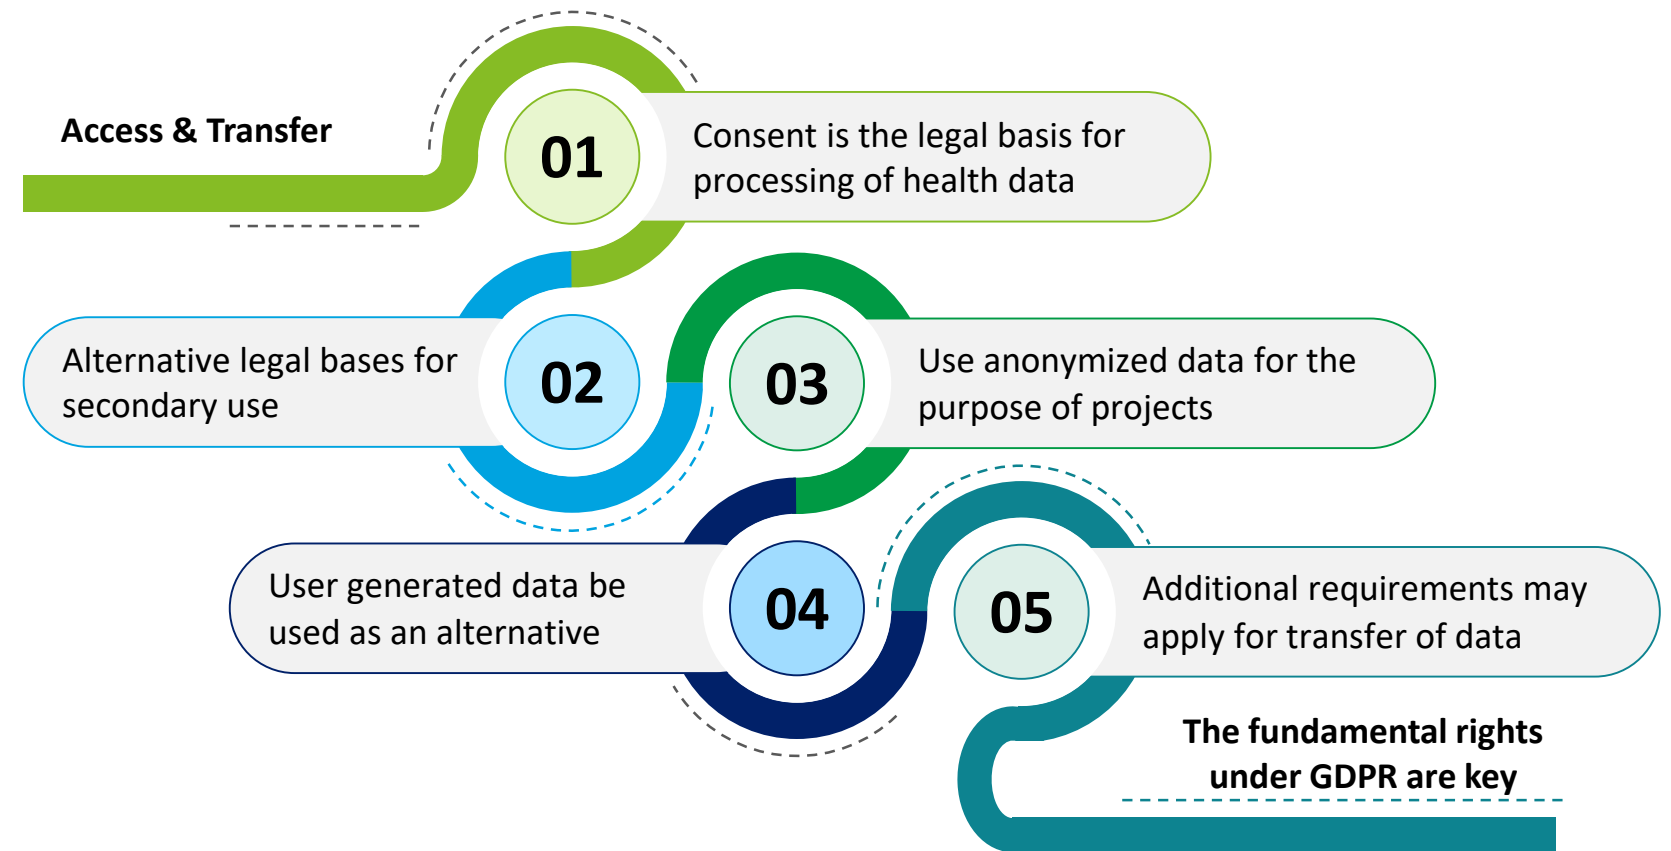 Access & Transfer
01
Consent is the legal basis for
processing of health data
Alternative legal bases for
secondary use
02
03
Use anonymized data for the
purpose of projects
User generated data be
used as an alternative
04
05
Additional requirements may
apply for transfer of data
The fundamental rights
under GDPR are key